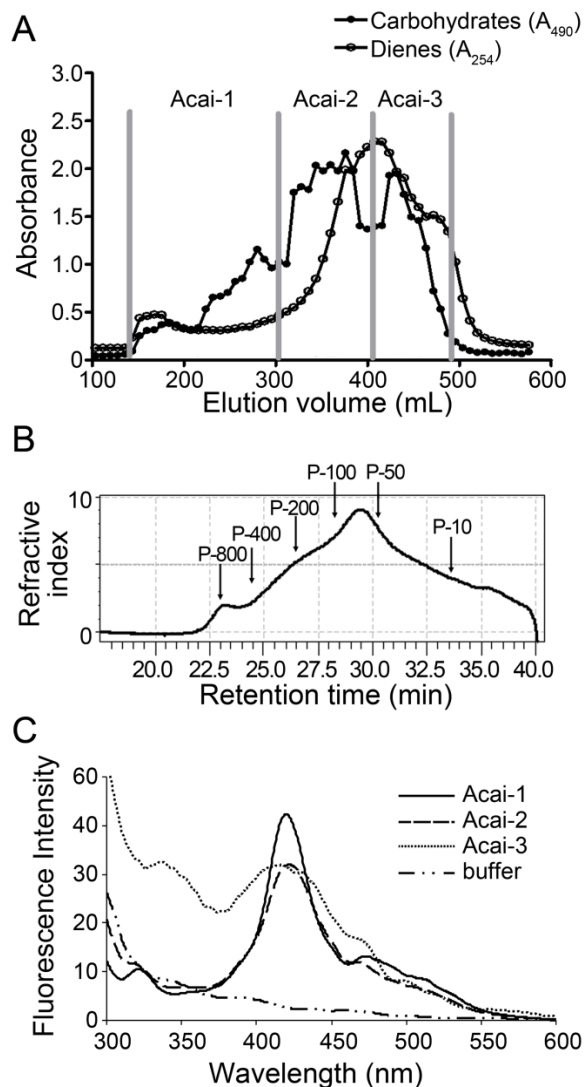 A
Carbohydrates (A490)
Dienes (A254)
Acai-1 Acai-2 Acai-3
3.0
2.5
2.0
1.5
1.0
0.5
0
Absorbance
100 200 300 400 500 600
Elution volume (mL)
B
P-100 P-50
P-200
P-400
P-800
P-10
10
0
Refractive
index
20.0 22.5 25.0 27.5 30.0 32.5 35.0 40.0
Retention time (min)
C
60
50
40
30
20
10
0
Fluorescence Intensity
Acai-1
Acai-2
Acai-3
buffer
300 350 400 450 500 550 600
Wavelength (nm)